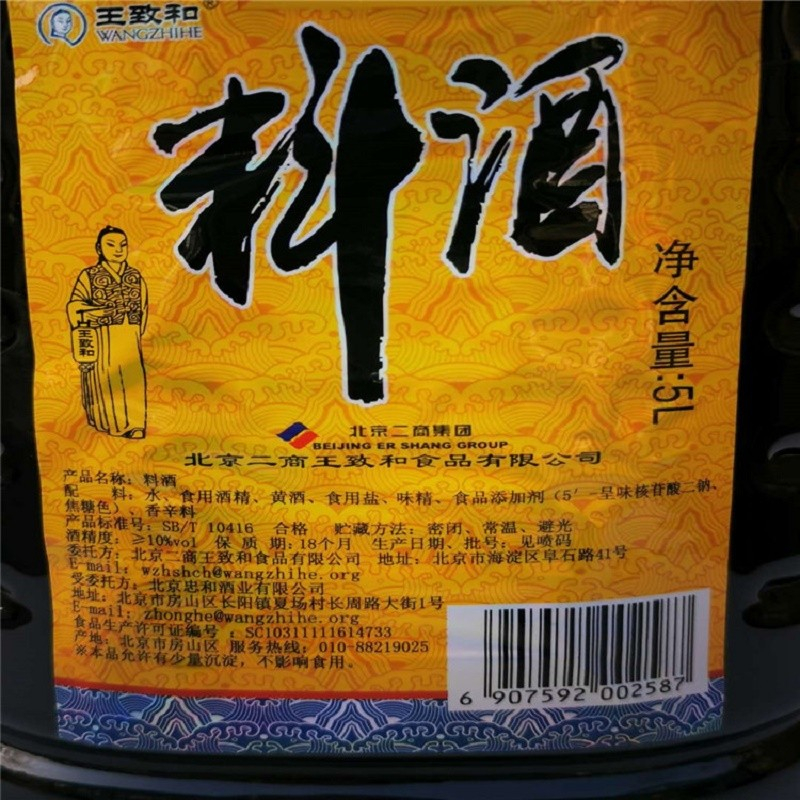 王致和®
WANGZHIHE
料酒
净含量:5L
王致和
北京二商集团
BEIJING ER SHANG GROUP
北京二商王致和食品有限公司
产品名称: 料酒
配 料: 水、食用酒精、黄酒、食用盐、味精、食品添加剂（5′-呈味核苷酸二钠、
焦糖色）、香辛料
产品标准号: SB/T 10416 合格 贮藏方法: 密闭、常温、避光
酒精度: ≥10%vol 保 质 期: 18个月 生产日期、批号: 见喷码
委托方: 北京二商王致和食品有限公司 地址: 北京市海淀区阜石路41号
E-mail: wzhshch@wangzhihe.org
受委托方: 北京忠和酒业有限公司
地址: 北京市房山区长阳镇夏场村长周路大街1号
E-mail: zhonghe@wangzhihe.org
食品生产许可证编号: SC10311111614733
产地: 北京市房山区 服务热线: 010-88219025
※本品允许有少量沉淀，不影响食用。
6 907592 002587